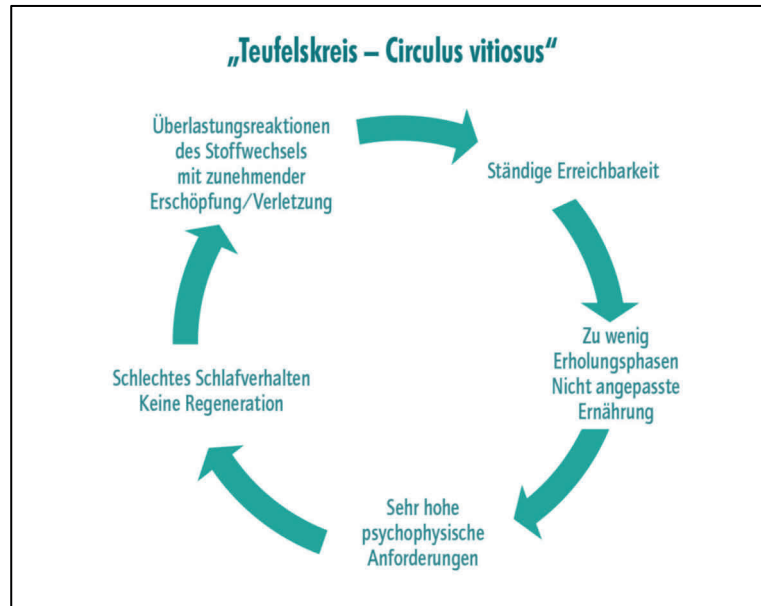 „Teufelskreis – Circulus vitiosus“
Überlastungsreaktionen
des Stoffwechsels
mit zunehmender
Erschöpfung/Verletzung
Ständige Erreichbarkeit
Zu wenig
Erholungsphasen
Nicht angepasste
Ernährung
Sehr hohe
psychophysische
Anforderungen
Schlechtes Schlafverhalten
Keine Regeneration